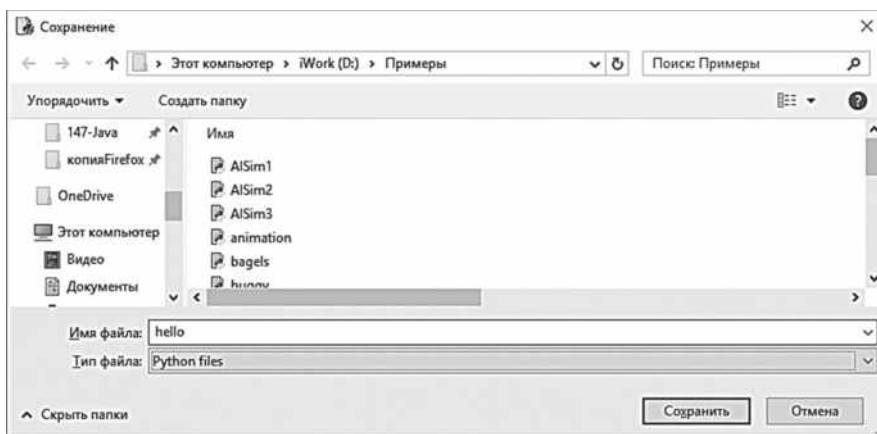 Сохранение
Этот компьютер > iWork (D:) > Примеры
Поиск: Примеры
Упорядочить
Создать папку
147-Java
копияFirefox
OneDrive
Этот компьютер
Видео
Документы
Имя
AISim1
AISim2
AISim3
animation
bagels
buggy
Имя файла: hello
Тип файла: Python files
Скрыть папки
Сохранить
Отмена